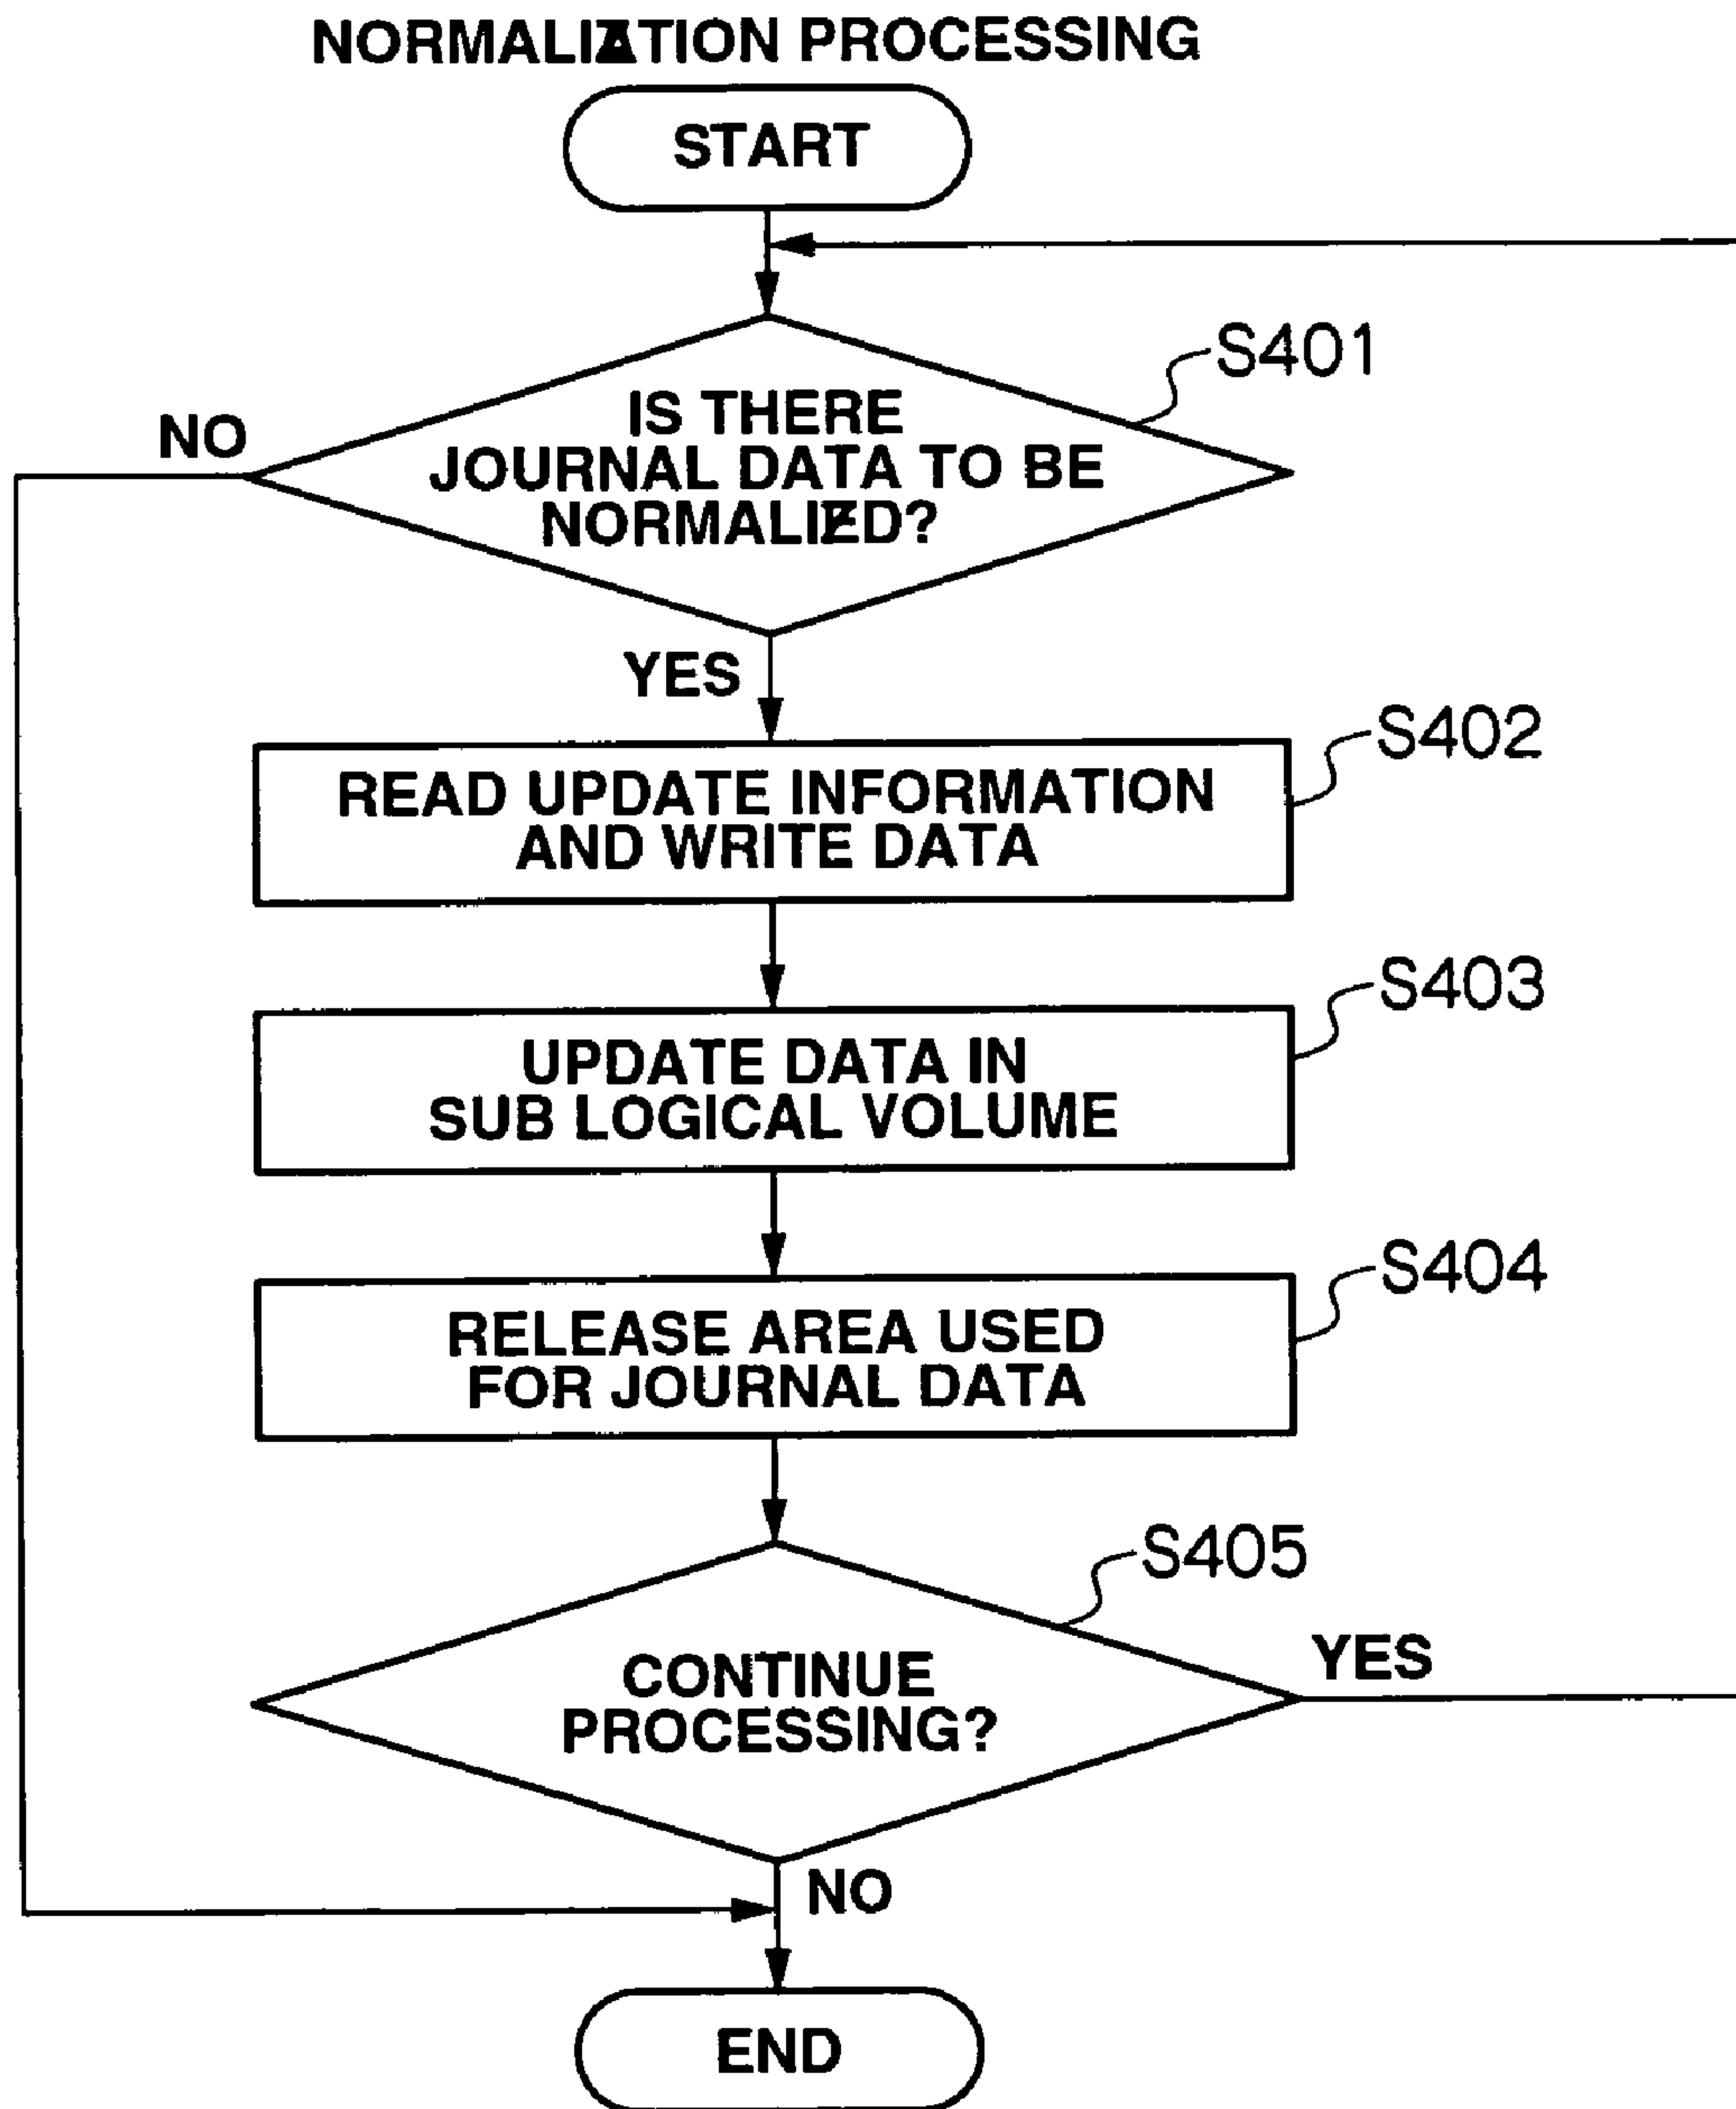 NORMALIZATION PROCESSING
START
S401
IS THERE
JOURNAL DATA TO BE
NORMALIZED?
NO
YES
S402
READ UPDATE INFORMATION
AND WRITE DATA
S403
UPDATE DATA IN
SUB LOGICAL VOLUME
S404
RELEASE AREA USED
FOR JOURNAL DATA
S405
CONTINUE
PROCESSING?
YES
NO
END